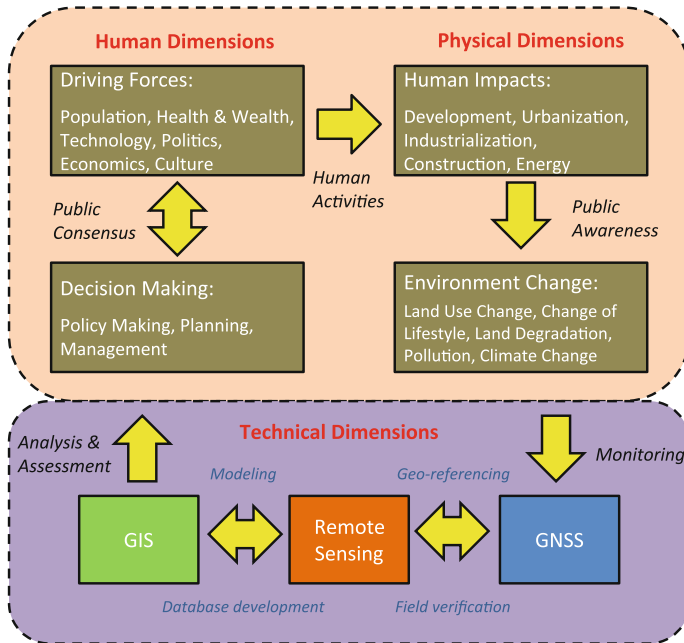 Human Dimensions
Physical Dimensions
Driving Forces:
Population, Health & Wealth,
Technology, Politics,
Economics, Culture
Human
Activities
Human Impacts:
Development, Urbanization,
Industrialization,
Construction, Energy
Public
Consensus
Public
Awareness
Decision Making:
Policy Making, Planning,
Management
Environment Change:
Land Use Change, Change of
Lifestyle, Land Degradation,
Pollution, Climate Change
Technical Dimensions
Analysis &
Assessment
Monitoring
Modeling
Geo-referencing
GIS
Remote
Sensing
GNSS
Database development
Field verification